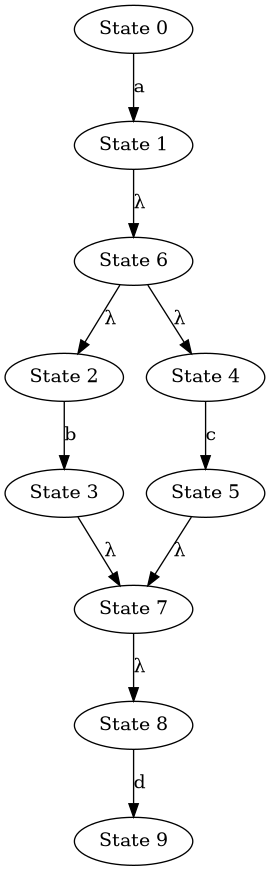 State 0
a
State 1
λ
State 6
λ λ
State 2 State 4
b c
State 3 State 5
λ λ
State 7
λ
State 8
d
State 9